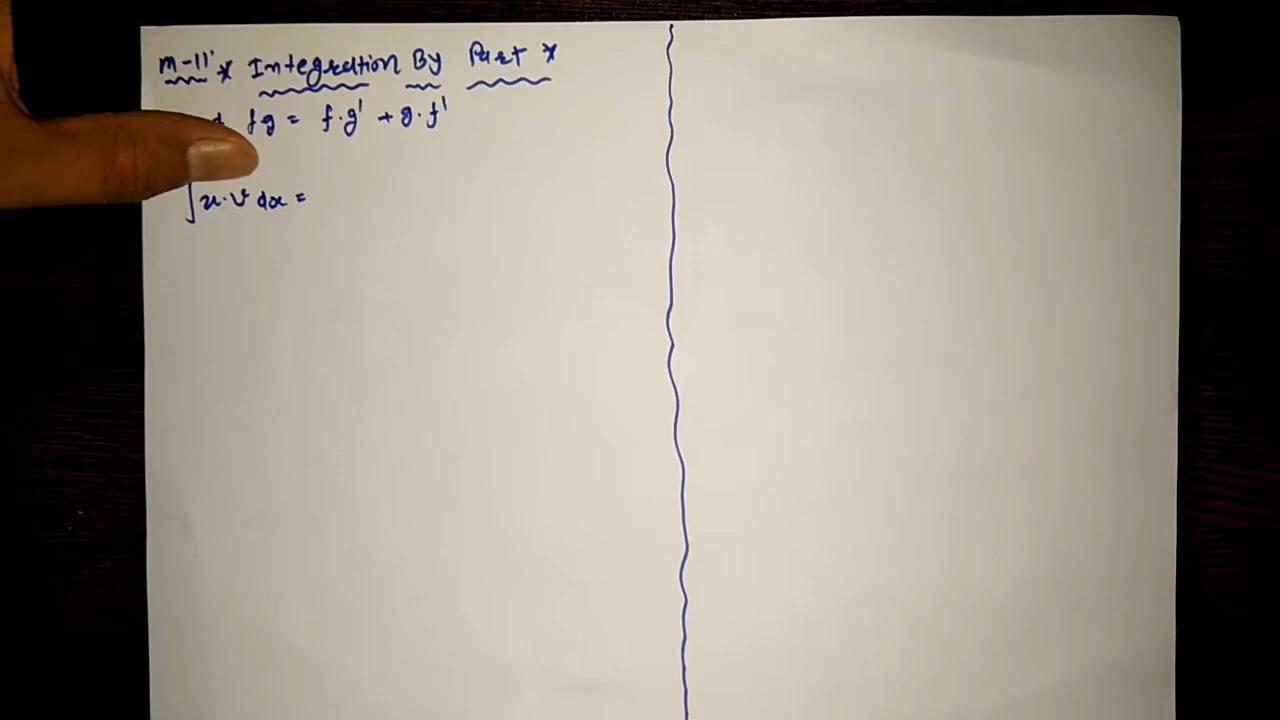 m-11' * Integration By Part *
fg = f·g' + g·f'
∫u·v dx =